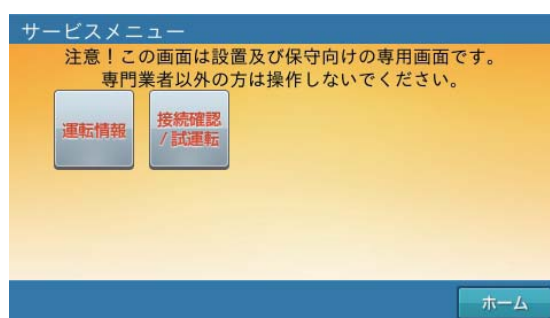 サービスメニュー
注意！この画面は設置及び保守向けの専用画面です。
専門業者以外の方は操作しないでください。
運転情報
接続確認
/試運転
ホーム